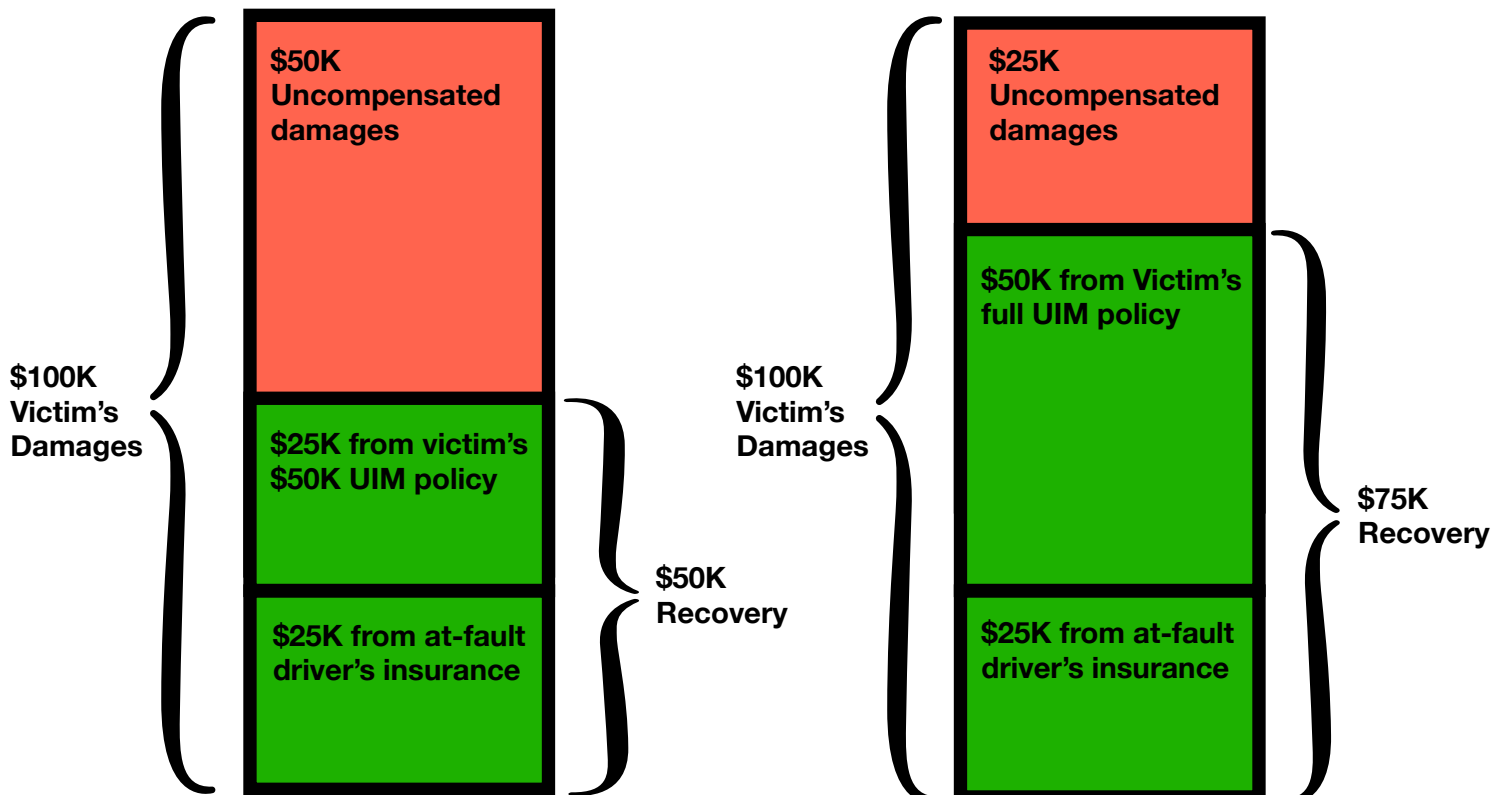 $50K
Uncompensated
damages
$100K
Victim’s
Damages
$25K from victim’s
$50K UIM policy
$25K from at-fault
driver’s insurance
$50K
Recovery
$25K
Uncompensated
damages
$100K
Victim’s
Damages
$50K from Victim’s
full UIM policy
$25K from at-fault
driver’s insurance
$75K
Recovery